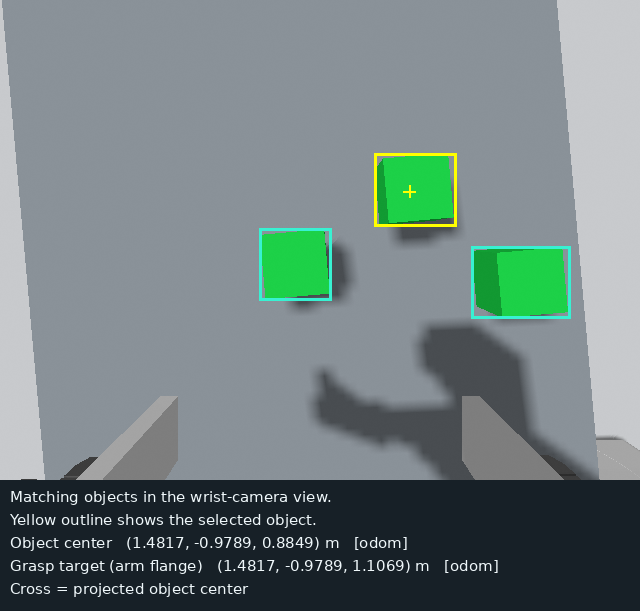 Matching objects in the wrist-camera view.
Yellow outline shows the selected object.
Object center   (1.4817, -0.9789, 0.8849) m   [odom]
Grasp target (arm flange)   (1.4817, -0.9789, 1.1069) m   [odom]
Cross = projected object center